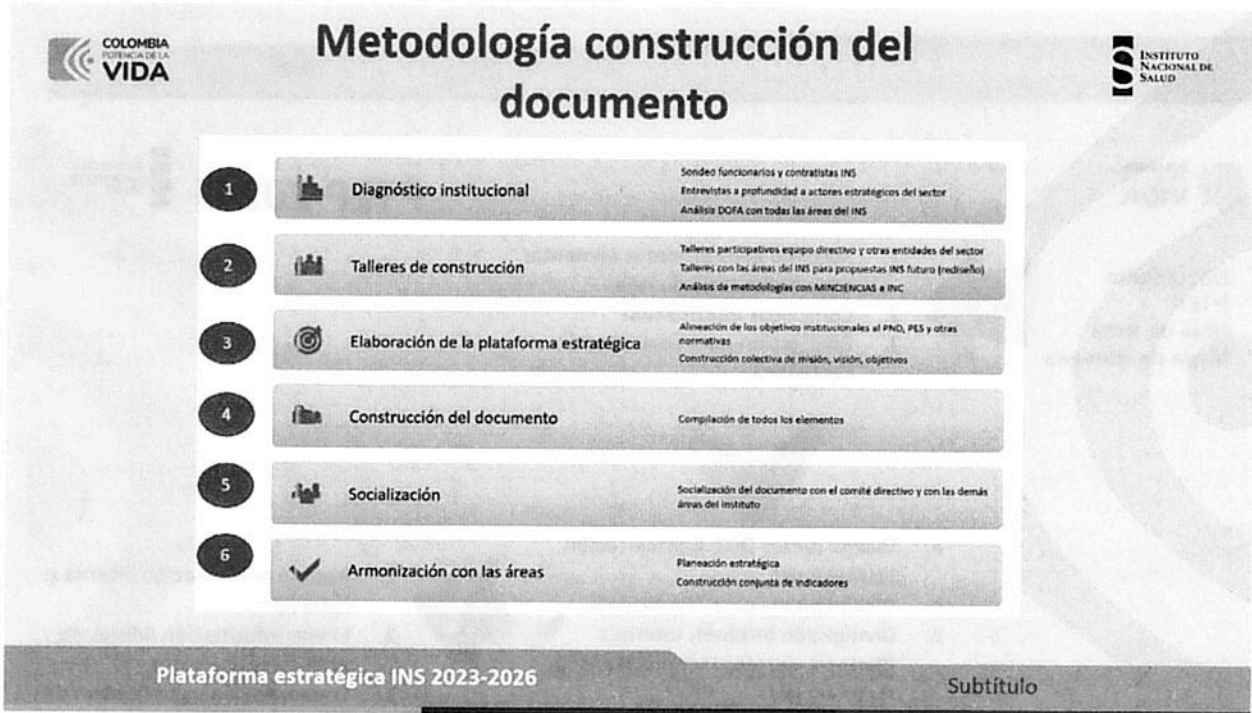 COLOMBIA
POTENCIA DE LA
VIDA
Metodología construcción del
documento
INSTITUTO
NACIONAL DE
SALUD
1
Diagnóstico institucional
Sondeo funcionarios y contratistas INS
Entrevistas a profundidad a actores estratégicos del sector
Análisis DOFA con todas las áreas del INS
2
Talleres de construcción
Talleres participativos equipo directivo y otras entidades del sector
Talleres con las áreas del INS para propuestas INS futuro (rediseño)
Análisis de metodologías con MINCIENCIAS e INC
3
Elaboración de la plataforma estratégica
Alineación de los objetivos institucionales al PND, PES y otras
normativas
Construcción colectiva de misión, visión, objetivos
4
Construcción del documento
Compilación de todos los elementos
5
Socialización
Socialización del documento con el comité directivo y con las demás
áreas del instituto
6
Armonización con las áreas
Planeación estratégica
Construcción conjunta de indicadores
Plataforma estratégica INS 2023-2026
Subtítulo